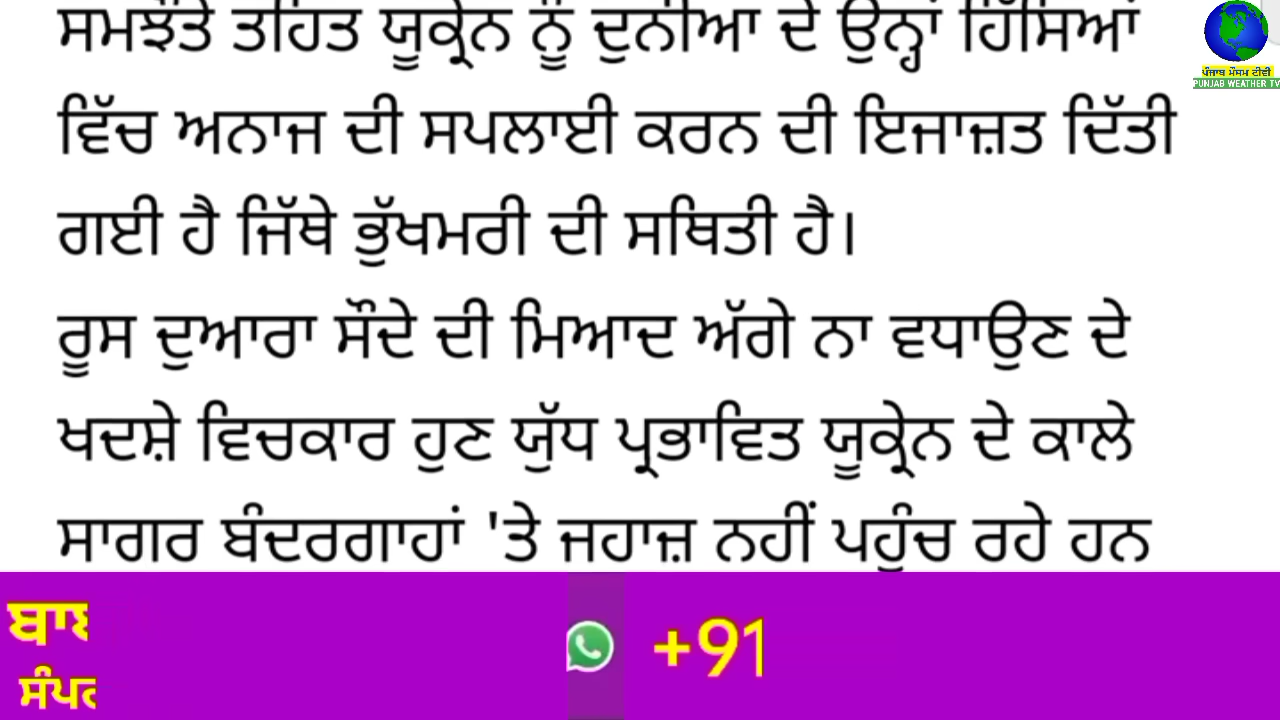 ਸਮਝੌਤੇ ਤਹਿਤ ਯੂਕ੍ਰੇਨ ਨੂੰ ਦੁਨੀਆ ਦੇ ਉਨ੍ਹਾਂ ਹਿੱਸਿਆਂ
ਵਿੱਚ ਅਨਾਜ ਦੀ ਸਪਲਾਈ ਕਰਨ ਦੀ ਇਜਾਜ਼ਤ ਦਿੱਤੀ
ਗਈ ਹੈ ਜਿੱਥੇ ਭੁੱਖਮਰੀ ਦੀ ਸਥਿਤੀ ਹੈ।
ਰੂਸ ਦੁਆਰਾ ਸੌਦੇ ਦੀ ਮਿਆਦ ਅੱਗੇ ਨਾ ਵਧਾਉਣ ਦੇ
ਖਦਸ਼ੇ ਵਿਚਕਾਰ ਹੁਣ ਯੁੱਧ ਪ੍ਰਭਾਵਿਤ ਯੂਕ੍ਰੇਨ ਦੇ ਕਾਲੇ
ਸਾਗਰ ਬੰਦਰਗਾਹਾਂ 'ਤੇ ਜਹਾਜ਼ ਨਹੀਂ ਪਹੁੰਚ ਰਹੇ ਹਨ
ਪੰਜਾਬ ਮੌਸਮ ਟੀਵੀ
PUNJAB WEATHER TV
+91